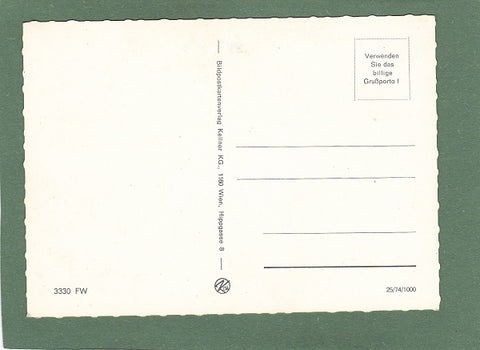 Verwenden
Sie das
billige
Grußporto !
Bildpostkartenverlag Kellner KG., 1180 Wien, Hippgasse 8
3330 FW
25/74/1000